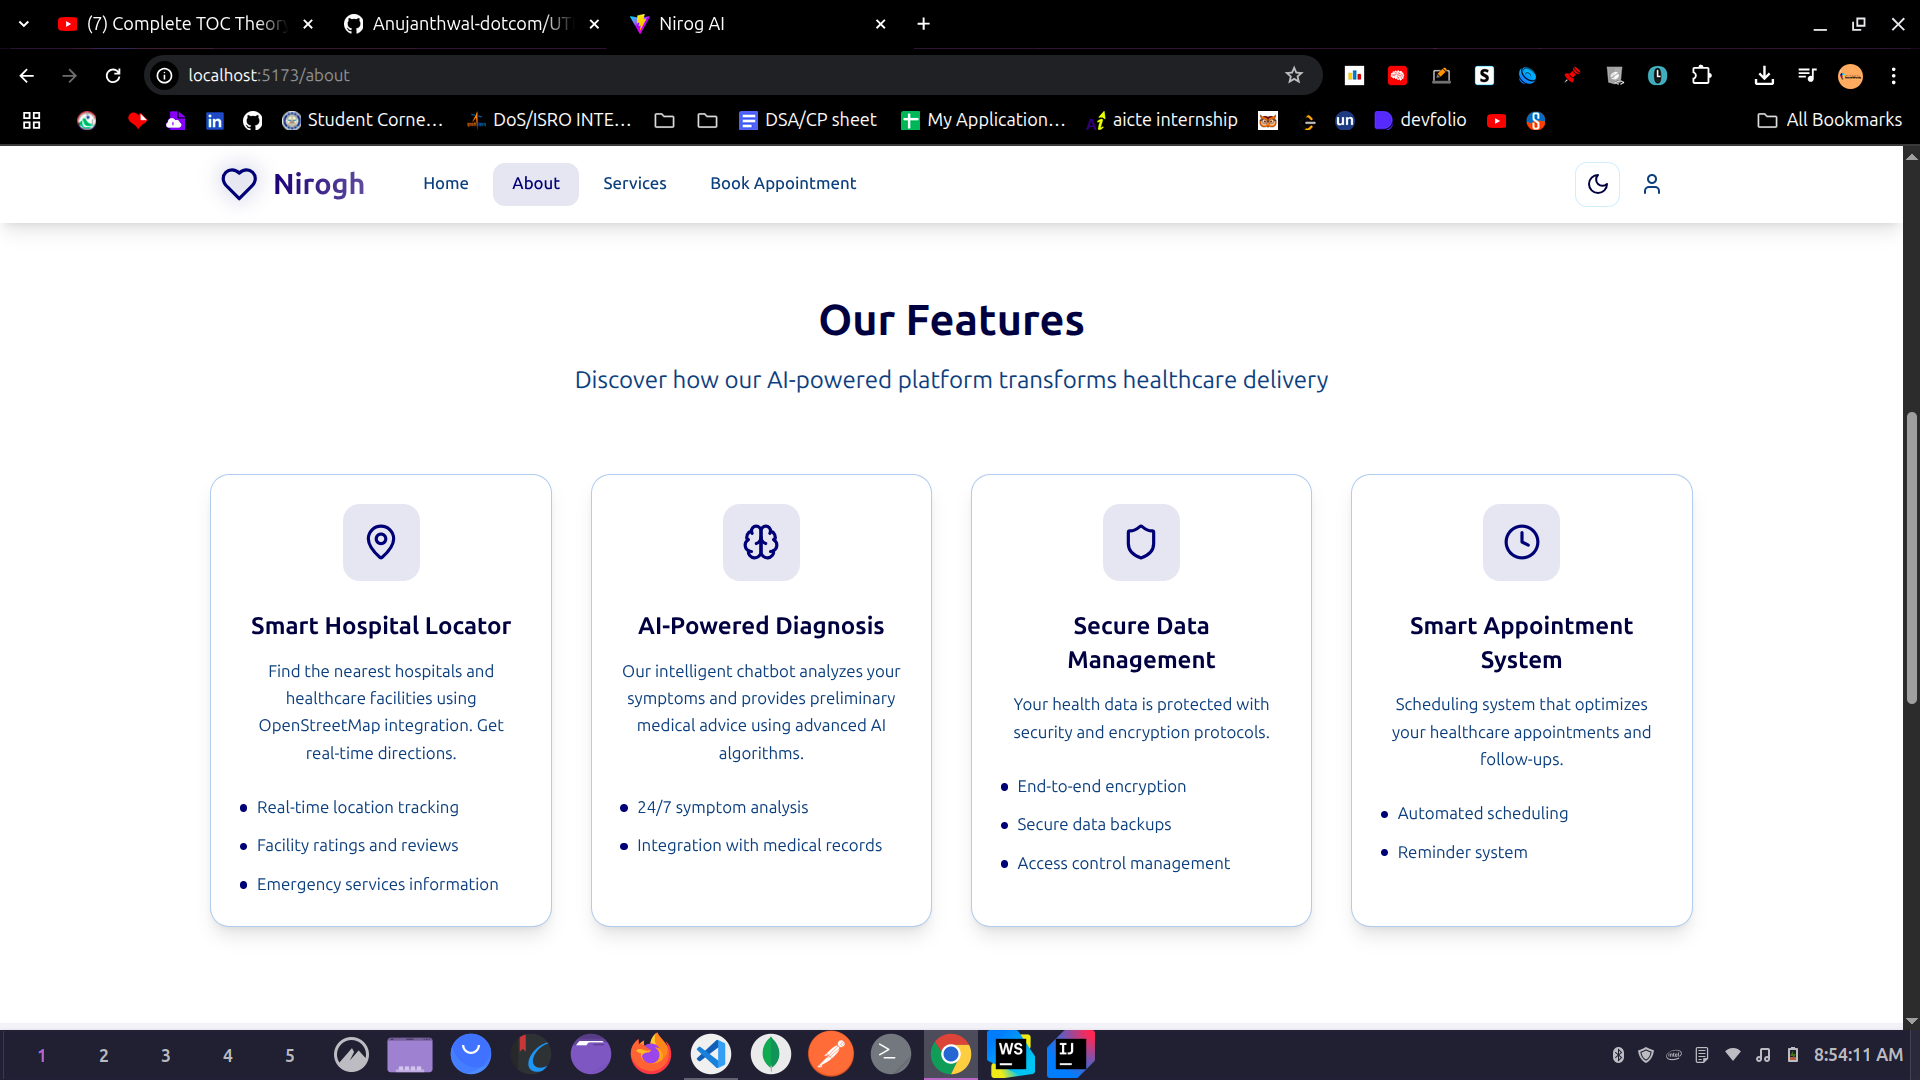 (7) Complete TOC Theory
Anujanthwal-dotcom/UT
Nirog AI
localhost:5173/about
Student Corne...
DoS/ISRO INTE...
DSA/CP sheet
My Application...
aicte internship
un
devfolio
All Bookmarks
Nirogh
Home
About
Services
Book Appointment
Our Features
Discover how our AI-powered platform transforms healthcare delivery
Smart Hospital Locator
Find the nearest hospitals and
healthcare facilities using
OpenStreetMap integration. Get
real-time directions.
Real-time location tracking
Facility ratings and reviews
Emergency services information
AI-Powered Diagnosis
Our intelligent chatbot analyzes your
symptoms and provides preliminary
medical advice using advanced AI
algorithms.
24/7 symptom analysis
Integration with medical records
Secure Data
Management
Your health data is protected with
security and encryption protocols.
End-to-end encryption
Secure data backups
Access control management
Smart Appointment
System
Scheduling system that optimizes
your healthcare appointments and
follow-ups.
Automated scheduling
Reminder system
1 2 3 4 5
WS
IJ
8:54:11 AM